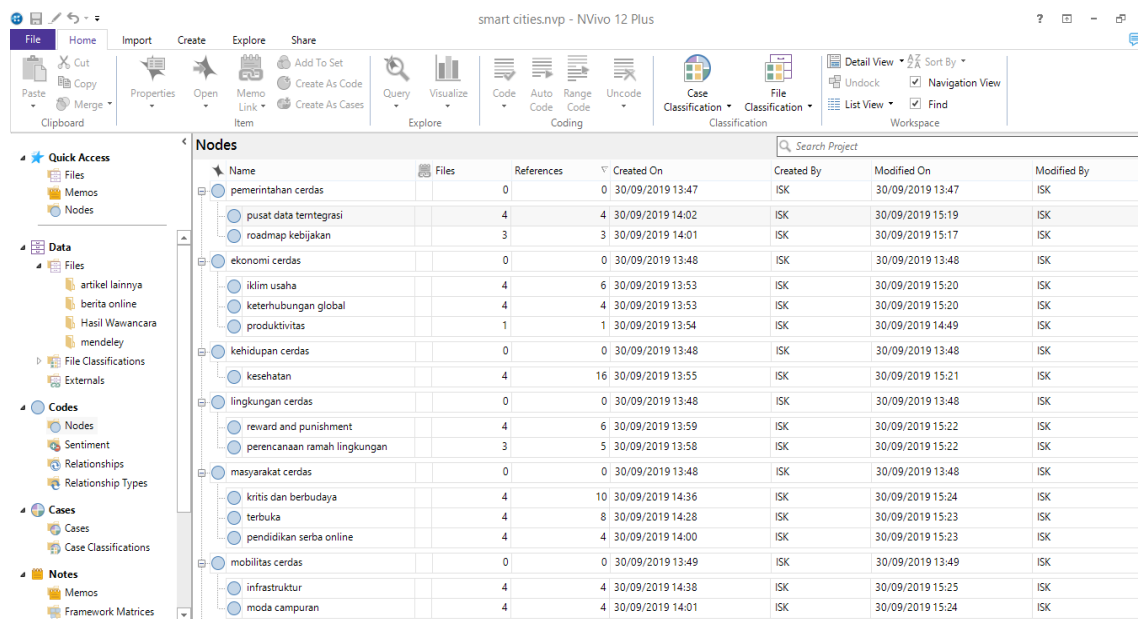 smart cities.nvp - NVivo 12 Plus
File Home Import Create Explore Share
Paste Cut Copy Merge
Clipboard
Properties Open Memo Link Add To Set Create As Code Create As Cases
Item
Query Visualize
Explore
Code Auto Code Range Code Uncode
Coding
Case Classification File Classification
Classification
Detail View Sort By
Undock Navigation View
List View Find
Workspace
Quick Access
Files
Memos
Nodes
Data
Files
artikel lainnya
berita online
Hasil Wawancara
mendeley
File Classifications
Externals
Codes
Nodes
Sentiment
Relationships
Relationship Types
Cases
Cases
Case Classifications
Notes
Memos
Framework Matrices
Nodes Search Project
Name Files References Created On Created By Modified On Modified By
pemerintahan cerdas 0 0 30/09/2019 13:47 ISK 30/09/2019 13:47 ISK
pusat data terntegrasi 4 4 30/09/2019 14:02 ISK 30/09/2019 15:19 ISK
roadmap kebijakan 3 3 30/09/2019 14:01 ISK 30/09/2019 15:17 ISK
ekonomi cerdas 0 0 30/09/2019 13:48 ISK 30/09/2019 13:48 ISK
iklim usaha 4 6 30/09/2019 13:53 ISK 30/09/2019 15:20 ISK
keterhubungan global 4 4 30/09/2019 13:53 ISK 30/09/2019 15:20 ISK
produktivitas 1 1 30/09/2019 13:54 ISK 30/09/2019 14:49 ISK
kehidupan cerdas 0 0 30/09/2019 13:48 ISK 30/09/2019 13:48 ISK
kesehatan 4 16 30/09/2019 13:55 ISK 30/09/2019 15:21 ISK
lingkungan cerdas 0 0 30/09/2019 13:48 ISK 30/09/2019 13:48 ISK
reward and punishment 4 6 30/09/2019 13:59 ISK 30/09/2019 15:22 ISK
perencanaan ramah lingkungan 3 5 30/09/2019 13:58 ISK 30/09/2019 15:22 ISK
masyarakat cerdas 0 0 30/09/2019 13:48 ISK 30/09/2019 13:48 ISK
kritis dan berbudaya 4 10 30/09/2019 14:36 ISK 30/09/2019 15:24 ISK
terbuka 4 8 30/09/2019 14:28 ISK 30/09/2019 15:23 ISK
pendidikan serba online 4 4 30/09/2019 14:00 ISK 30/09/2019 15:23 ISK
mobilitas cerdas 0 0 30/09/2019 13:49 ISK 30/09/2019 13:49 ISK
infrastruktur 4 4 30/09/2019 14:38 ISK 30/09/2019 15:25 ISK
moda campuran 4 4 30/09/2019 14:01 ISK 30/09/2019 15:24 ISK